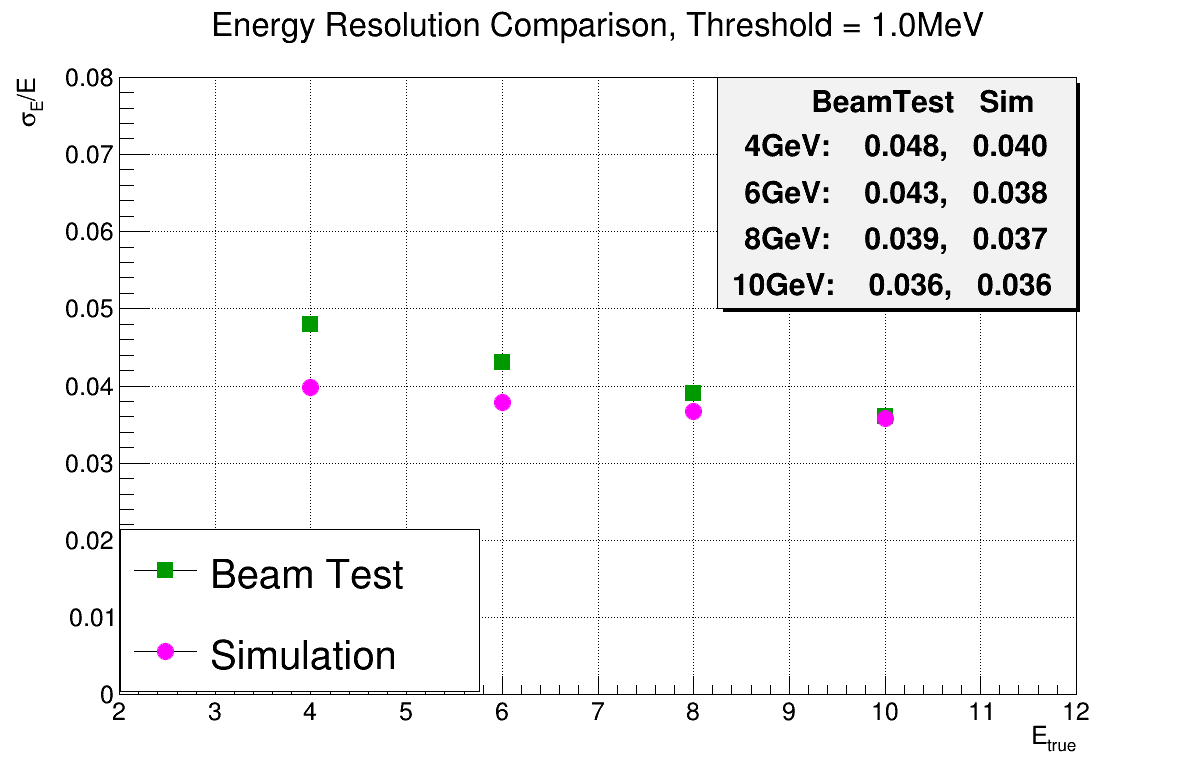 Energy Resolution Comparison, Threshold = 1.0MeV
σE/E
0.08
0.07
0.06
0.05
0.04
0.03
0.02
0.01
0
BeamTest Sim
4GeV: 0.048, 0.040
6GeV: 0.043, 0.038
8GeV: 0.039, 0.037
10GeV: 0.036, 0.036
Beam Test
Simulation
2 3 4 5 6 7 8 9 10 11 12
Etrue